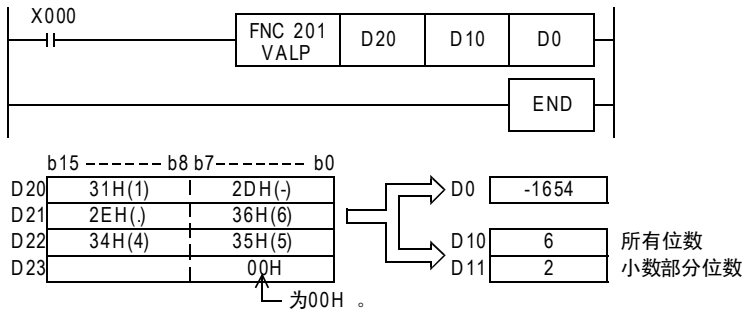 X000
FNC 201 VALP D20 D10 D0
END
b15 ------ b8 b7------- b0
D20 31H(1) 2DH(-) D0 -1654
D21 2EH(.) 36H(6)
D22 34H(4) 35H(5) D10 6 所有位数
D23 00H D11 2 小数部分位数
为00H 。